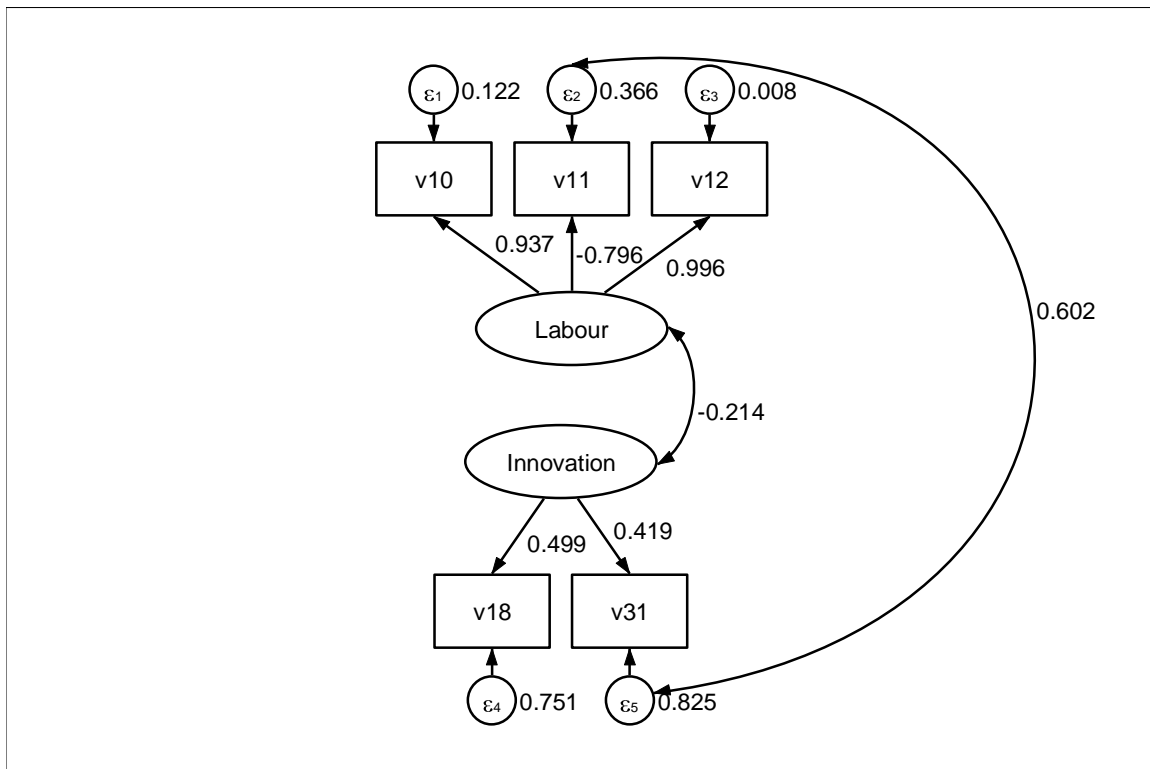 ε1 0.122 ε2 0.366 ε3 0.008
v10 v11 v12
0.937 -0.796 0.996
Labour
0.602
-0.214
Innovation
0.499 0.419
v18 v31
ε4 0.751 ε5 0.825